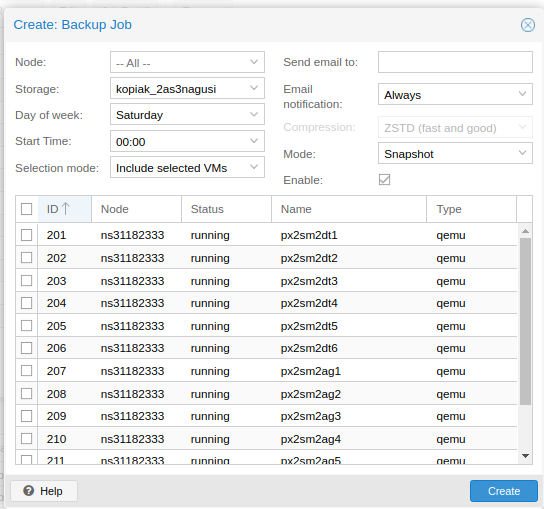 Create: Backup Job
Node: -- All --
Storage: kopiak_2as3nagusi
Day of week: Saturday
Start Time: 00:00
Selection mode: Include selected VMs
Send email to:
Email notification: Always
Compression: ZSTD (fast and good)
Mode: Snapshot
Enable:
ID Node Status Name Type
201 ns31182333 running px2sm2dt1 qemu
202 ns31182333 running px2sm2dt2 qemu
203 ns31182333 running px2sm2dt3 qemu
204 ns31182333 running px2sm2dt4 qemu
205 ns31182333 running px2sm2dt5 qemu
206 ns31182333 running px2sm2dt6 qemu
207 ns31182333 running px2sm2ag1 qemu
208 ns31182333 running px2sm2ag2 qemu
209 ns31182333 running px2sm2ag3 qemu
210 ns31182333 running px2sm2ag4 qemu
211 ns31182333 running px2sm2ag5 qemu
Help
Create